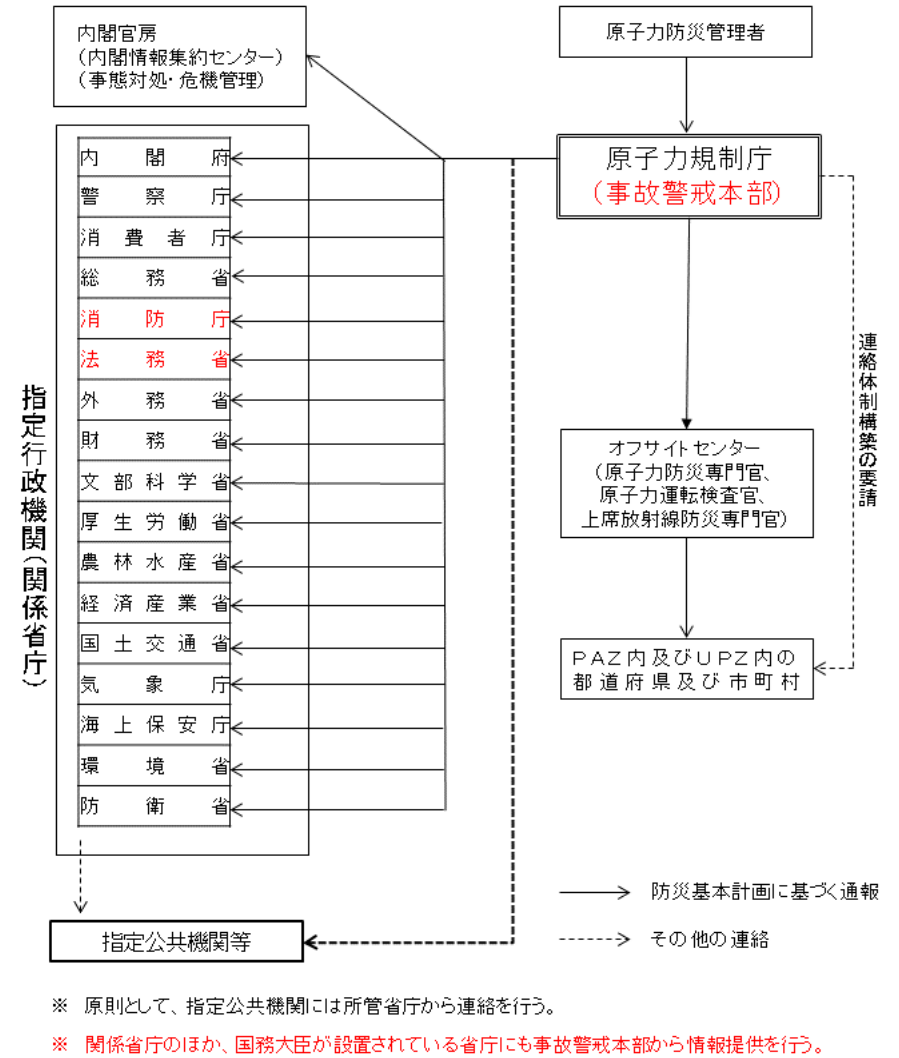 内閣官房
（内閣情報集約センター）
（事態対処・危機管理）
原子力防災管理者
原子力規制庁
（事故警戒本部）
指定行政機関（関係省庁）
内閣府
警察庁
消費者庁
総務省
消防庁
法務省
外務省
財務省
文部科学省
厚生労働省
農林水産省
経済産業省
国土交通省
気象庁
海上保安庁
環境省
防衛省
連絡体制構築の要請
オフサイトセンター
（原子力防災専門官、
原子力運転検査官、
上席放射線防災専門官）
ＰＡＺ内及びＵＰＺ内の
都道府県及び市町村
指定公共機関等
防災基本計画に基づく通報
その他の連絡
※　原則として、指定公共機関には所管省庁から連絡を行う。
※　関係省庁のほか、国務大臣が設置されている省庁にも事故警戒本部から情報提供を行う。